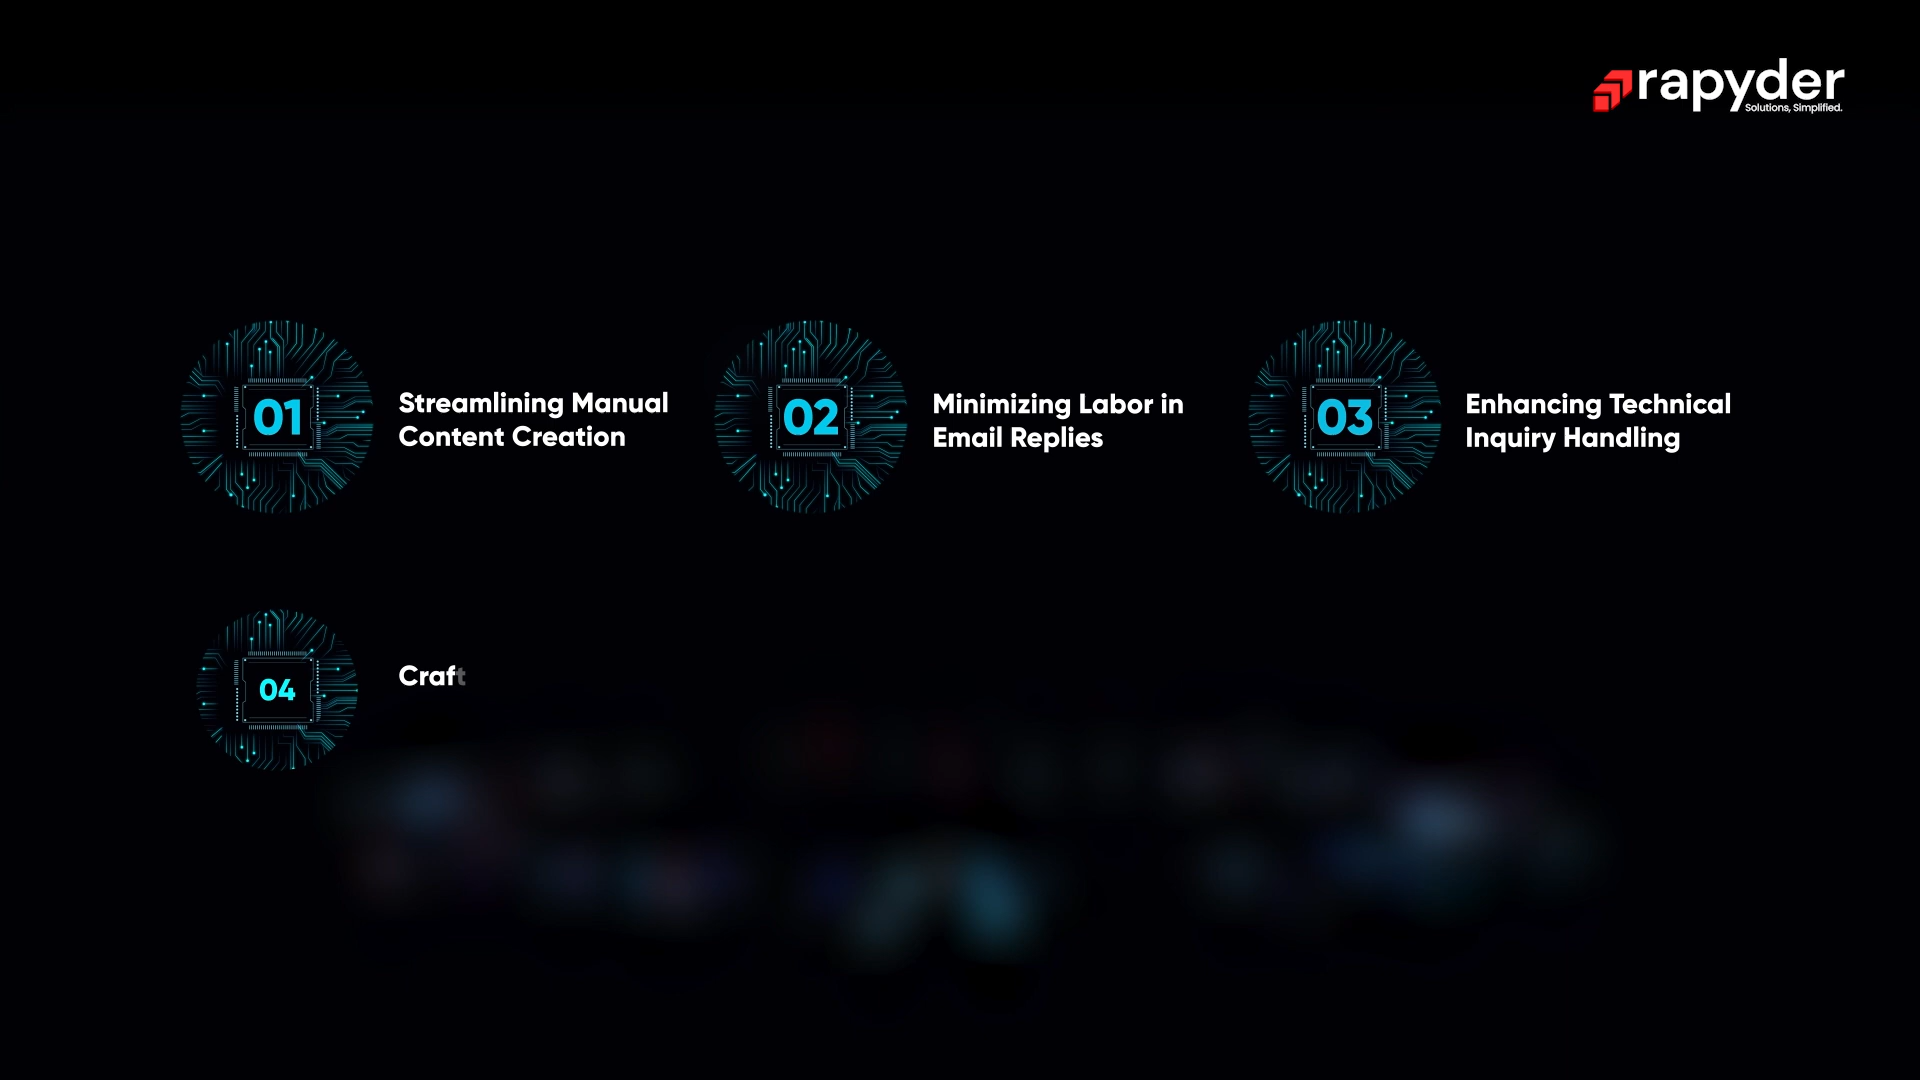 rapyder
Solutions, Simplified.
01
Streamlining Manual
Content Creation
02
Minimizing Labor in
Email Replies
03
Enhancing Technical
Inquiry Handling
04
Craft